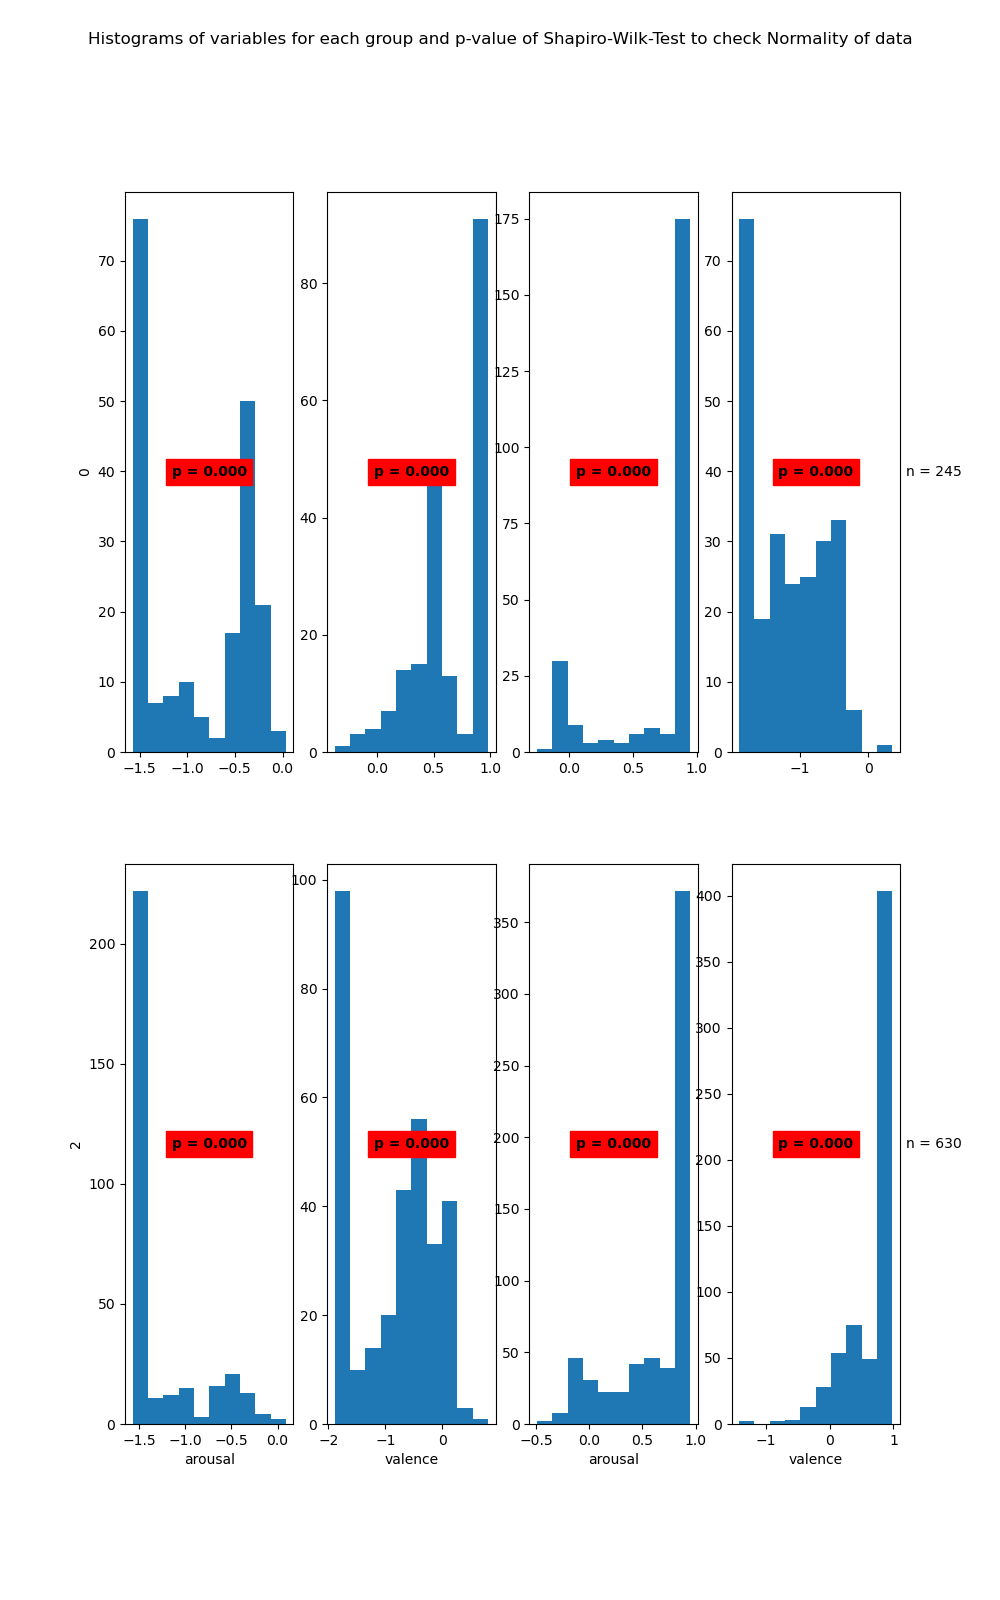 Histograms of variables for each group and p-value of Shapiro-Wilk-Test to check Normality of data
0
70
60
50
40
30
20
10
0
−1.5 −1.0 −0.5 0.0
p = 0.000
80
60
40
20
0
0.0 0.5 1.0
p = 0.000
175
150
125
100
75
50
25
0
0.0 0.5 1.0
p = 0.000
70
60
50
40
30
20
10
0
−1 0
p = 0.000
n = 245
2
200
150
100
50
0
−1.5 −1.0 −0.5 0.0
arousal
p = 0.000
100
80
60
40
20
0
−2 −1 0
valence
p = 0.000
350
300
250
200
150
100
50
0
−0.5 0.0 0.5 1.0
arousal
p = 0.000
400
350
300
250
200
150
100
50
0
−1 0 1
valence
p = 0.000
n = 630